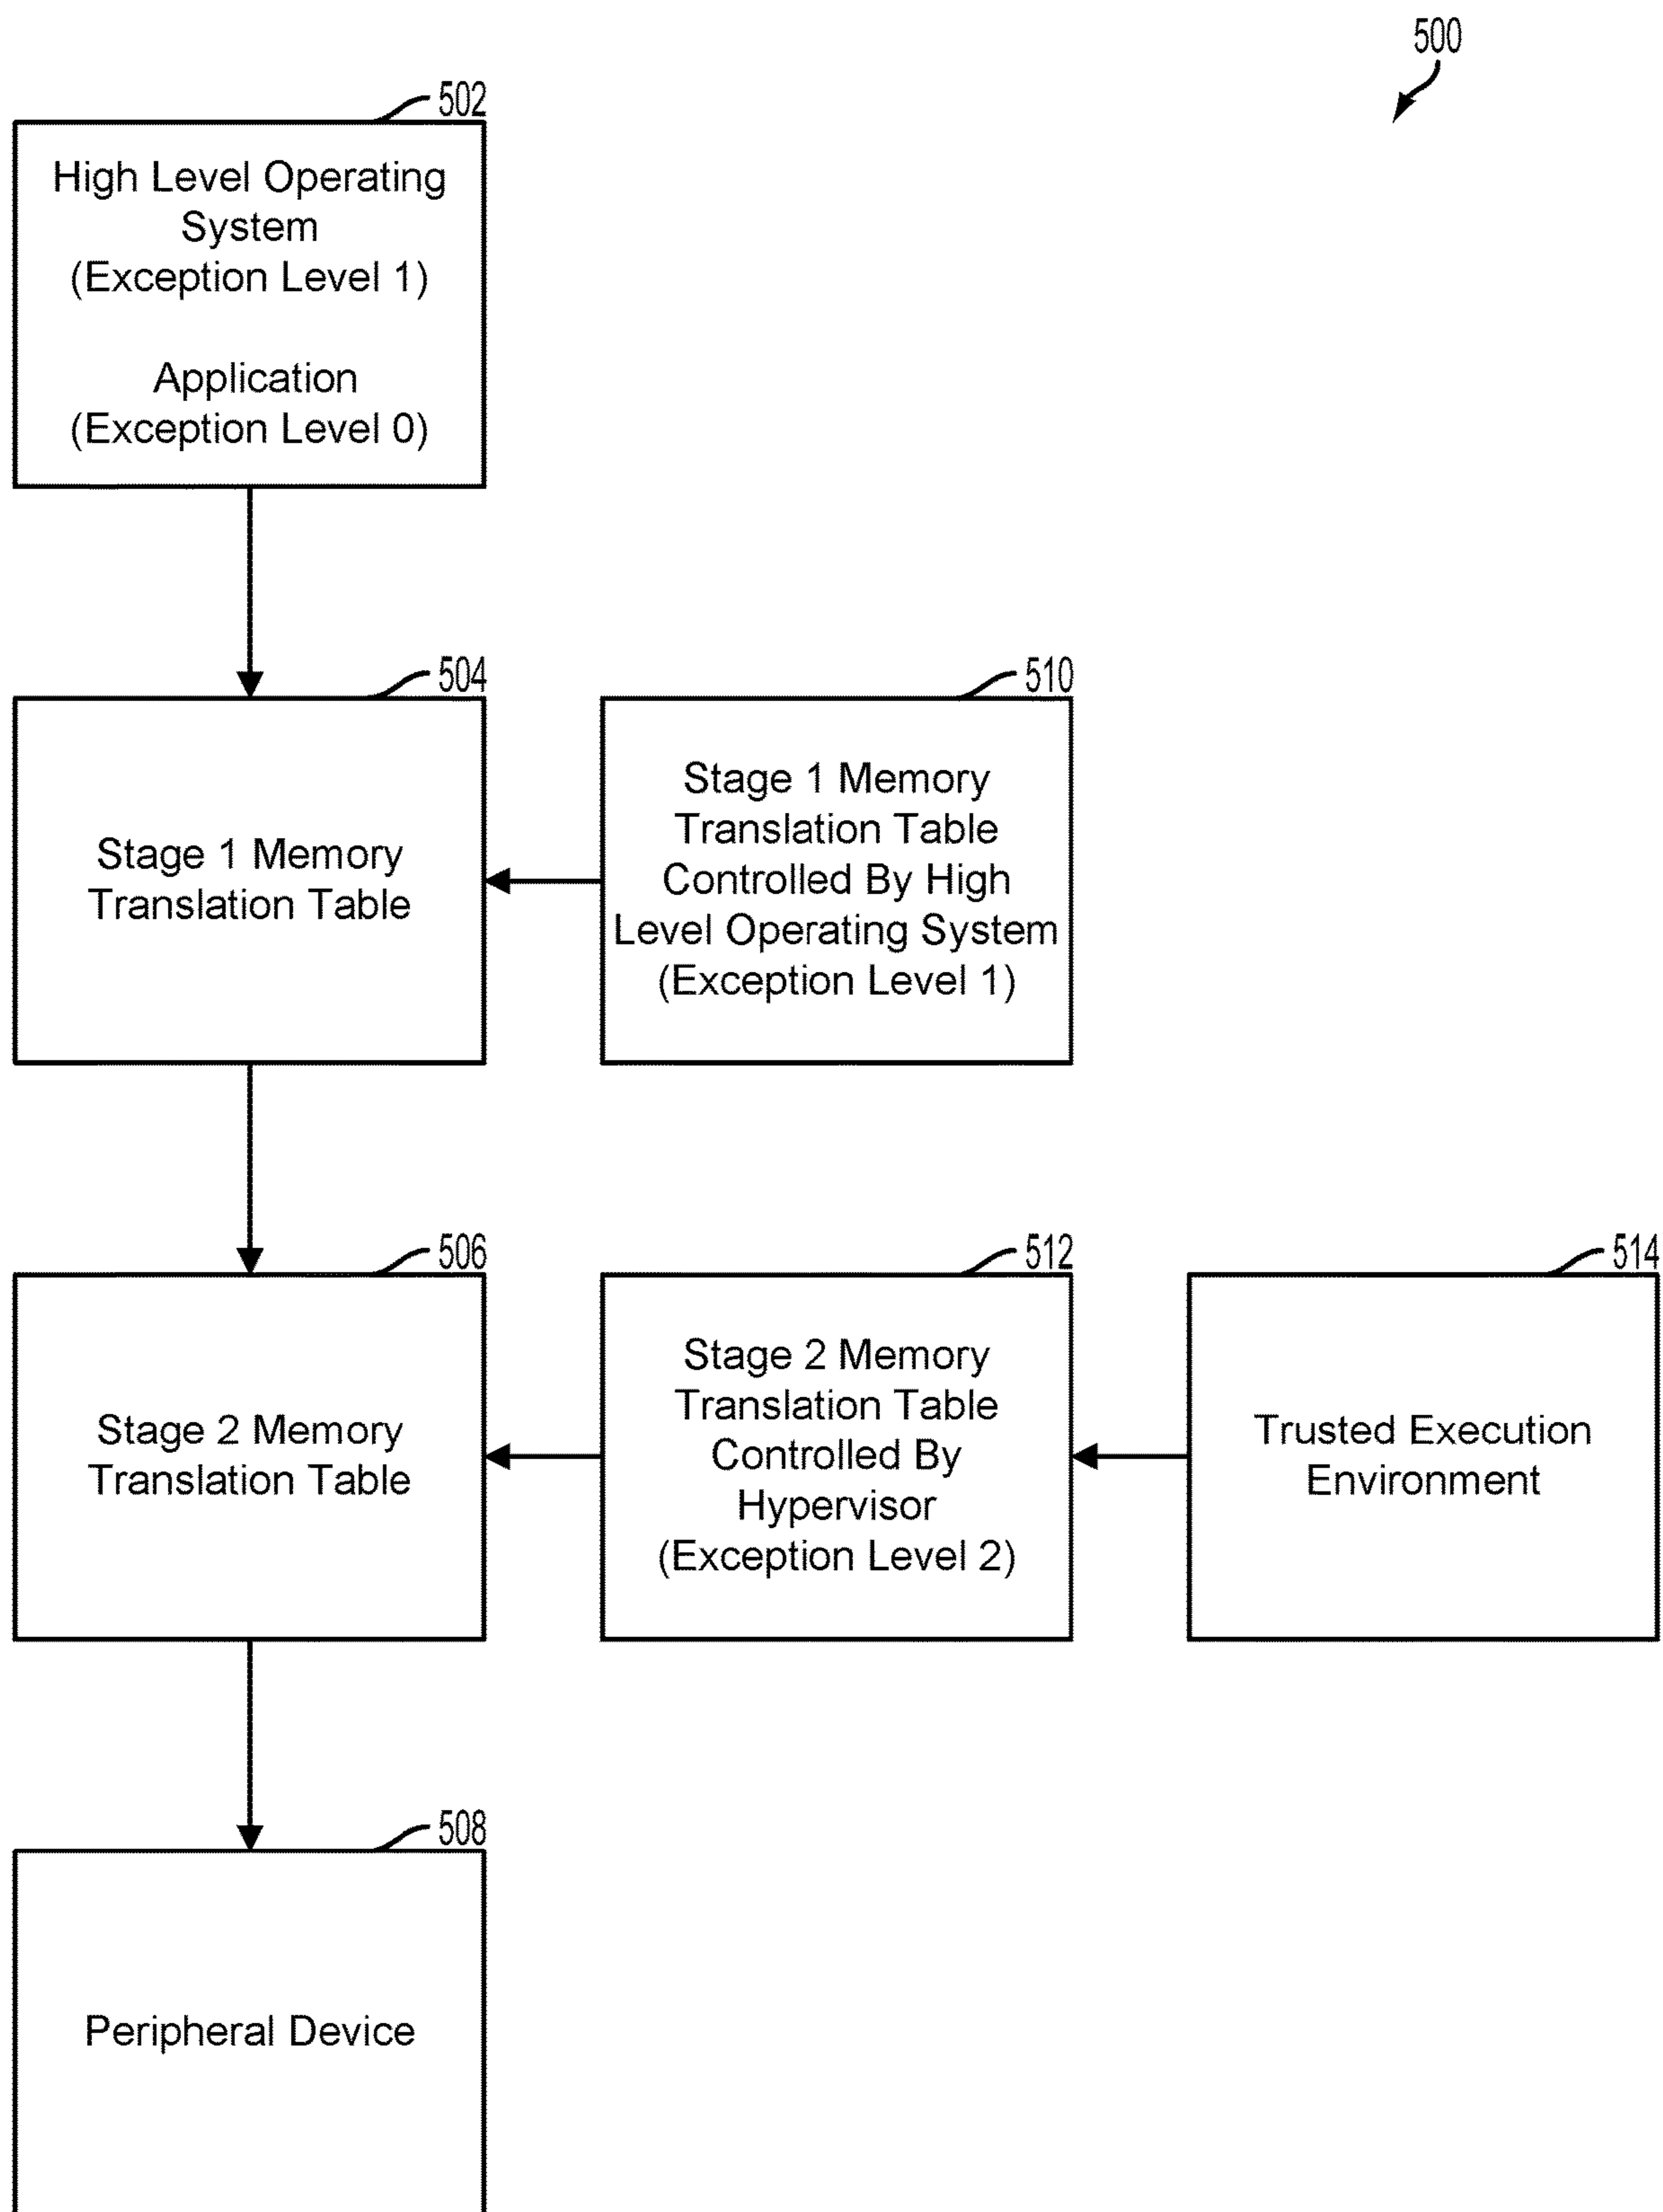 500
502
High Level Operating
System
(Exception Level 1)
Application
(Exception Level 0)
504
Stage 1 Memory
Translation Table
510
Stage 1 Memory
Translation Table
Controlled By High
Level Operating System
(Exception Level 1)
506
Stage 2 Memory
Translation Table
512
Stage 2 Memory
Translation Table
Controlled By
Hypervisor
(Exception Level 2)
514
Trusted Execution
Environment
508
Peripheral Device